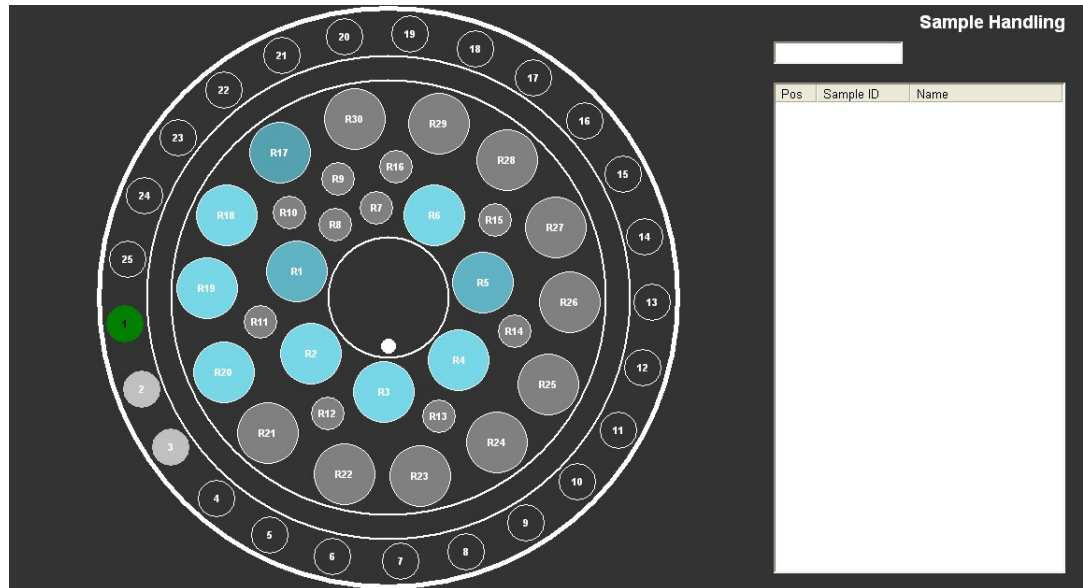 Sample Handling
Pos Sample ID Name
20 19 18
21 17
22 16
23 15
24 14
25 13
1 12
2 11
3 10
4 9
5 8
6 7
R30 R29
R17 R28
R9 R16
R10 R8 R7 R15
R18 R6 R27
R1 R5
R19 R26
R11 R14
R2 R4
R20 R25
R3
R12 R13
R21 R24
R22 R23